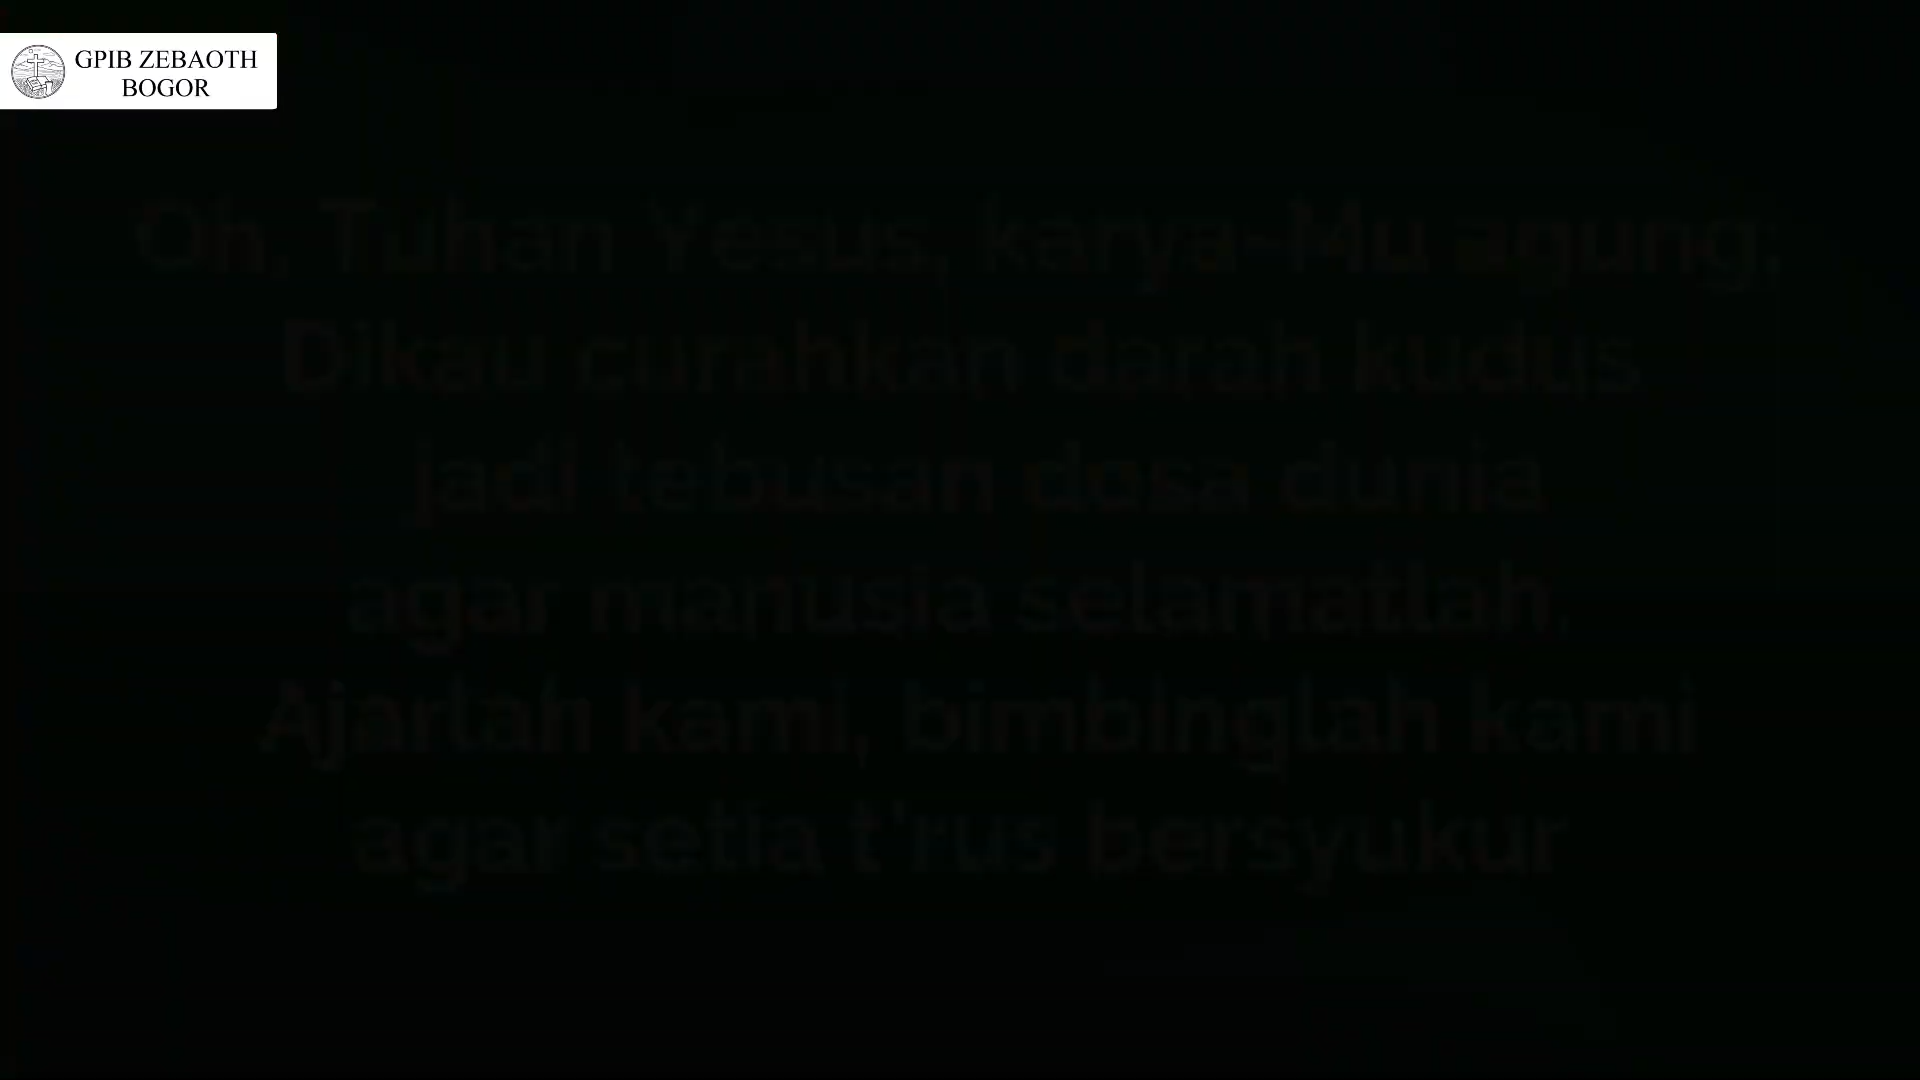 GPIB ZEBAOTH
BOGOR
Oh, Tuhan Yesus, karya-Mu agung.
Dikau curahkan darah kudus
jadi tebusan dosa dunia
agar manusia selamatlah.
Ajarlah kami, bimbinglah kami
agar setia t'rus bersyukur